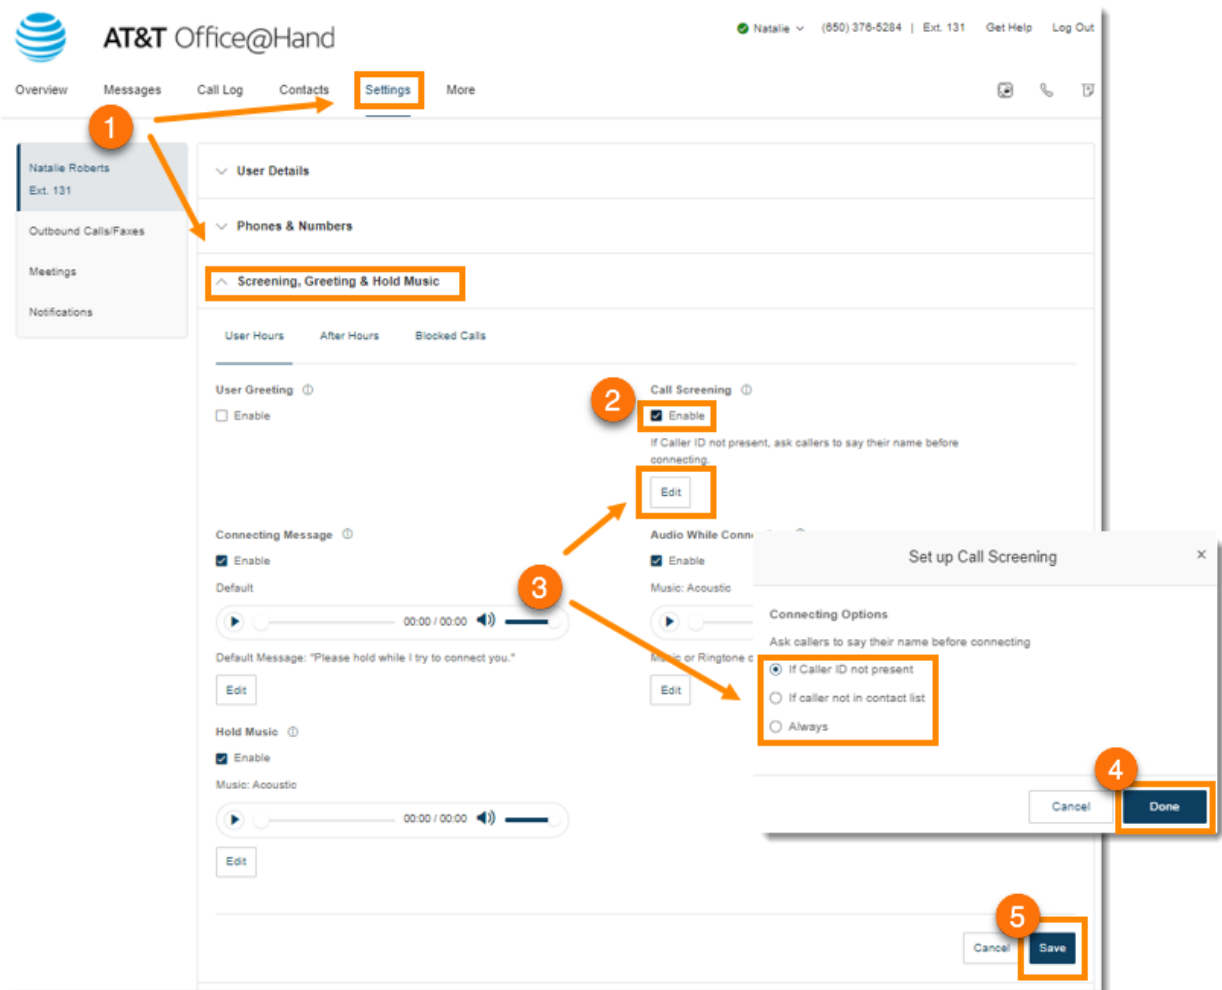 AT&T Office@Hand
Natalie (650) 376-5284 | Ext. 131 Get Help Log Out
Overview Messages Call Log Contacts Settings More
1
Natalie Roberts
Ext. 131
Outbound Calls/Faxes
Meetings
Notifications
User Details
Phones & Numbers
Screening, Greeting & Hold Music
User Hours After Hours Blocked Calls
User Greeting
Enable
2
Call Screening
Enable
If Caller ID not present, ask callers to say their name before
connecting.
Edit
Connecting Message
Enable
Default
00:00 / 00:00
Default Message: "Please hold while I try to connect you."
Edit
3
Audio While Conne
Enable
Music: Acoustic
Music or Ringtone
Edit
Hold Music
Enable
Music: Acoustic
00:00 / 00:00
Edit
Set up Call Screening
Connecting Options
Ask callers to say their name before connecting
If Caller ID not present
If caller not in contact list
Always
4
Cancel Done
5
Cancel Save